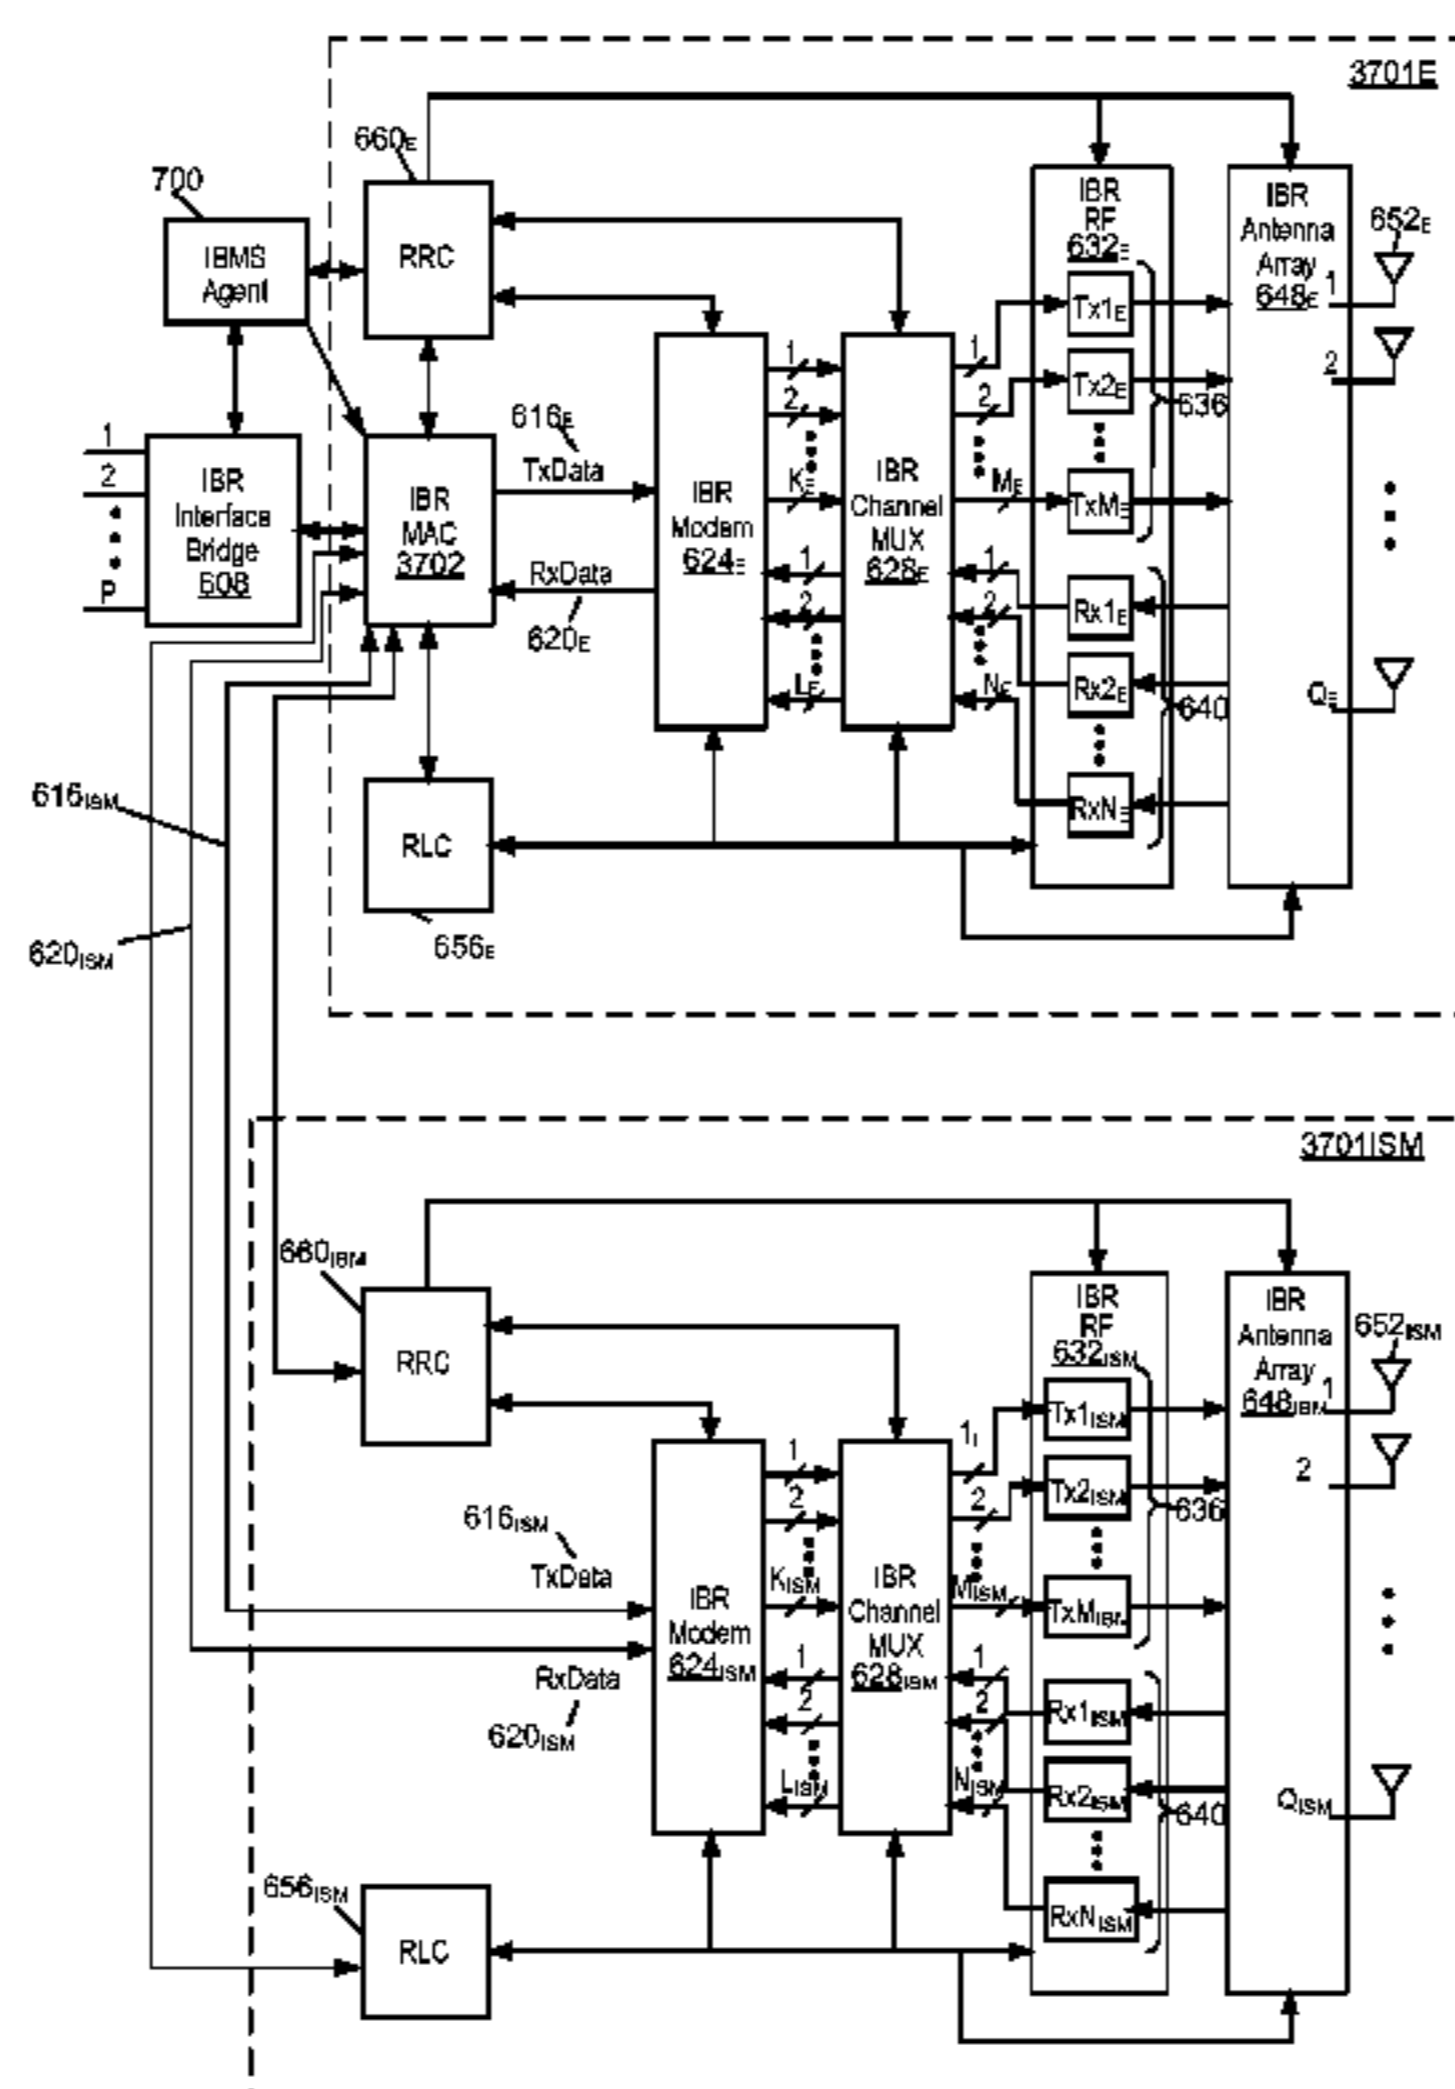 3701E
660E
700
IBMS
Agent
RRC
IBR
RF
632E
IBR
Antenna
Array
648E
652E
1
2
QE
Tx1E
Tx2E
TxME
636
Rx1E
Rx2E
RxNE
640
1
2
P
IBR
Interface
Bridge
608
IBR
MAC
3702
616E
TxData
RxData
620E
IBR
Modem
624E
1
2
KE
1
2
LE
IBR
Channel
MUX
628E
1
2
ME
1
2
NE
RLC
656E
616ISM
620ISM
3701ISM
660ISM
RRC
IBR
RF
632ISM
IBR
Antenna
Array
648ISM
652ISM
1
2
QISM
Tx1ISM
Tx2ISM
TxMISM
636
Rx1ISM
Rx2ISM
RxNISM
640
616ISM
TxData
RxData
620ISM
IBR
Modem
624ISM
1
2
KISM
1
2
LISM
IBR
Channel
MUX
628ISM
1I
2
MISM
1
2
NISM
656ISM
RLC